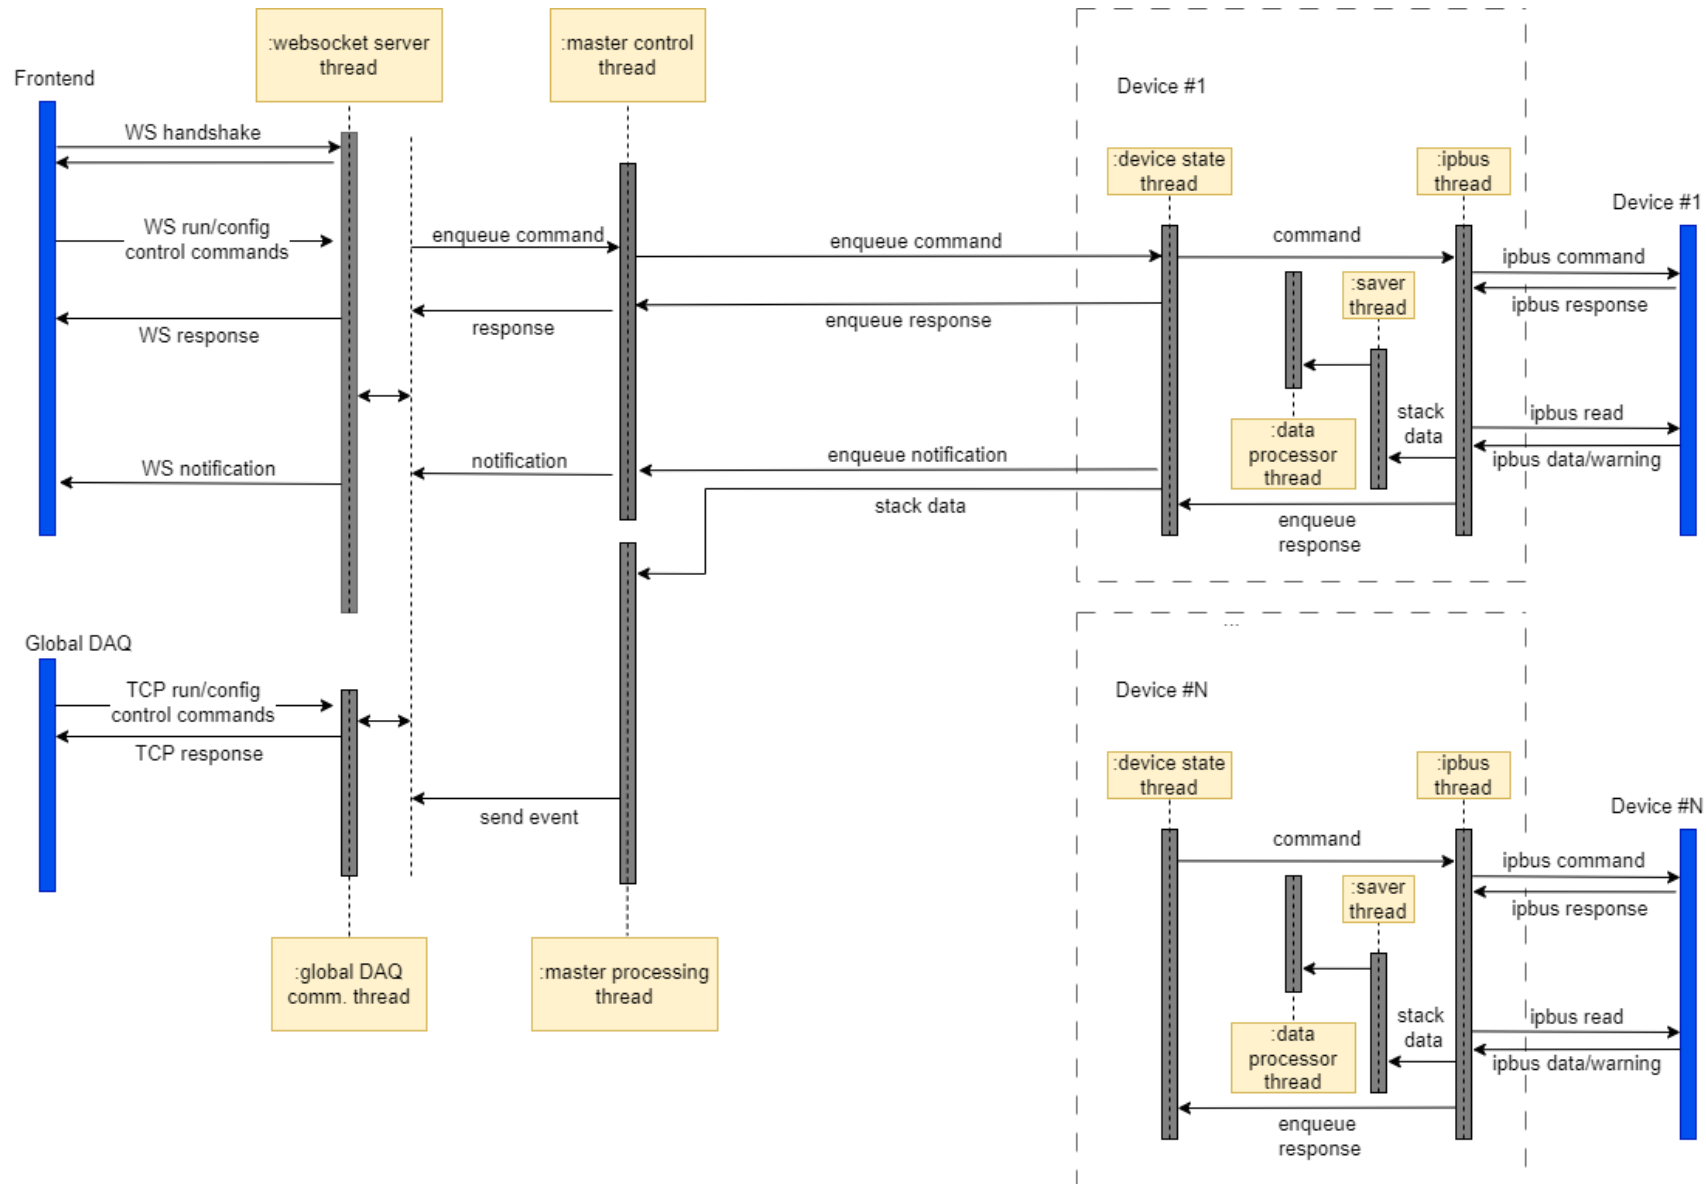 :websocket server
thread
:master control
thread
Frontend
Device #1
WS handshake
:device state
thread
:ipbus
thread
Device #1
WS run/config
control commands
enqueue command
enqueue command
command
ipbus command
:saver
thread
ipbus response
WS response
response
enqueue response
stack
data
ipbus read
:data
processor
thread
ipbus data/warning
WS notification
notification
enqueue notification
stack data
enqueue
response
...
Global DAQ
TCP run/config
control commands
TCP response
send event
Device #N
:device state
thread
:ipbus
thread
Device #N
command
ipbus command
:saver
thread
ipbus response
:global DAQ
comm. thread
:master processing
thread
stack
data
ipbus read
:data
processor
thread
ipbus data/warning
enqueue
response